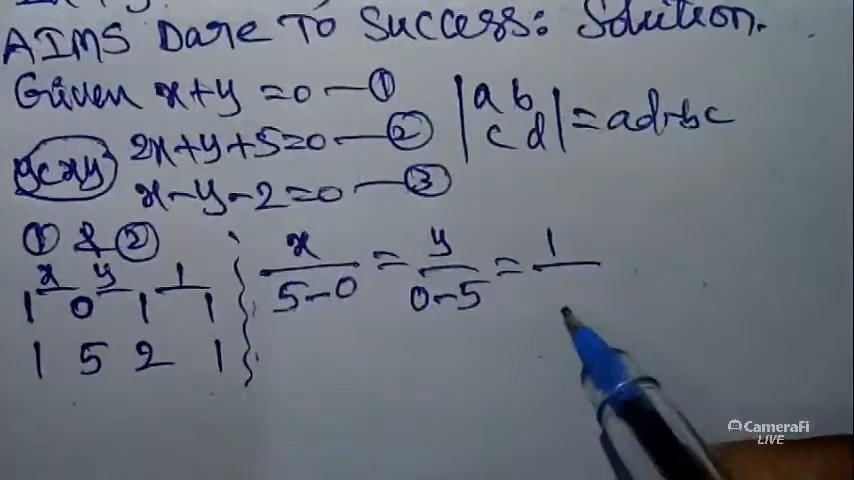 AIMS Dare To Success: Solution.
Given x+y=0—①
2x+y+5=0—②
ycxy x-y-2=0—③
|a b
c d|=ad-bc
① & ②
x y 1
1 0 1 1
1 5 2 1
x/5-0 = y/0-5 = 1/
CameraFi
LIVE